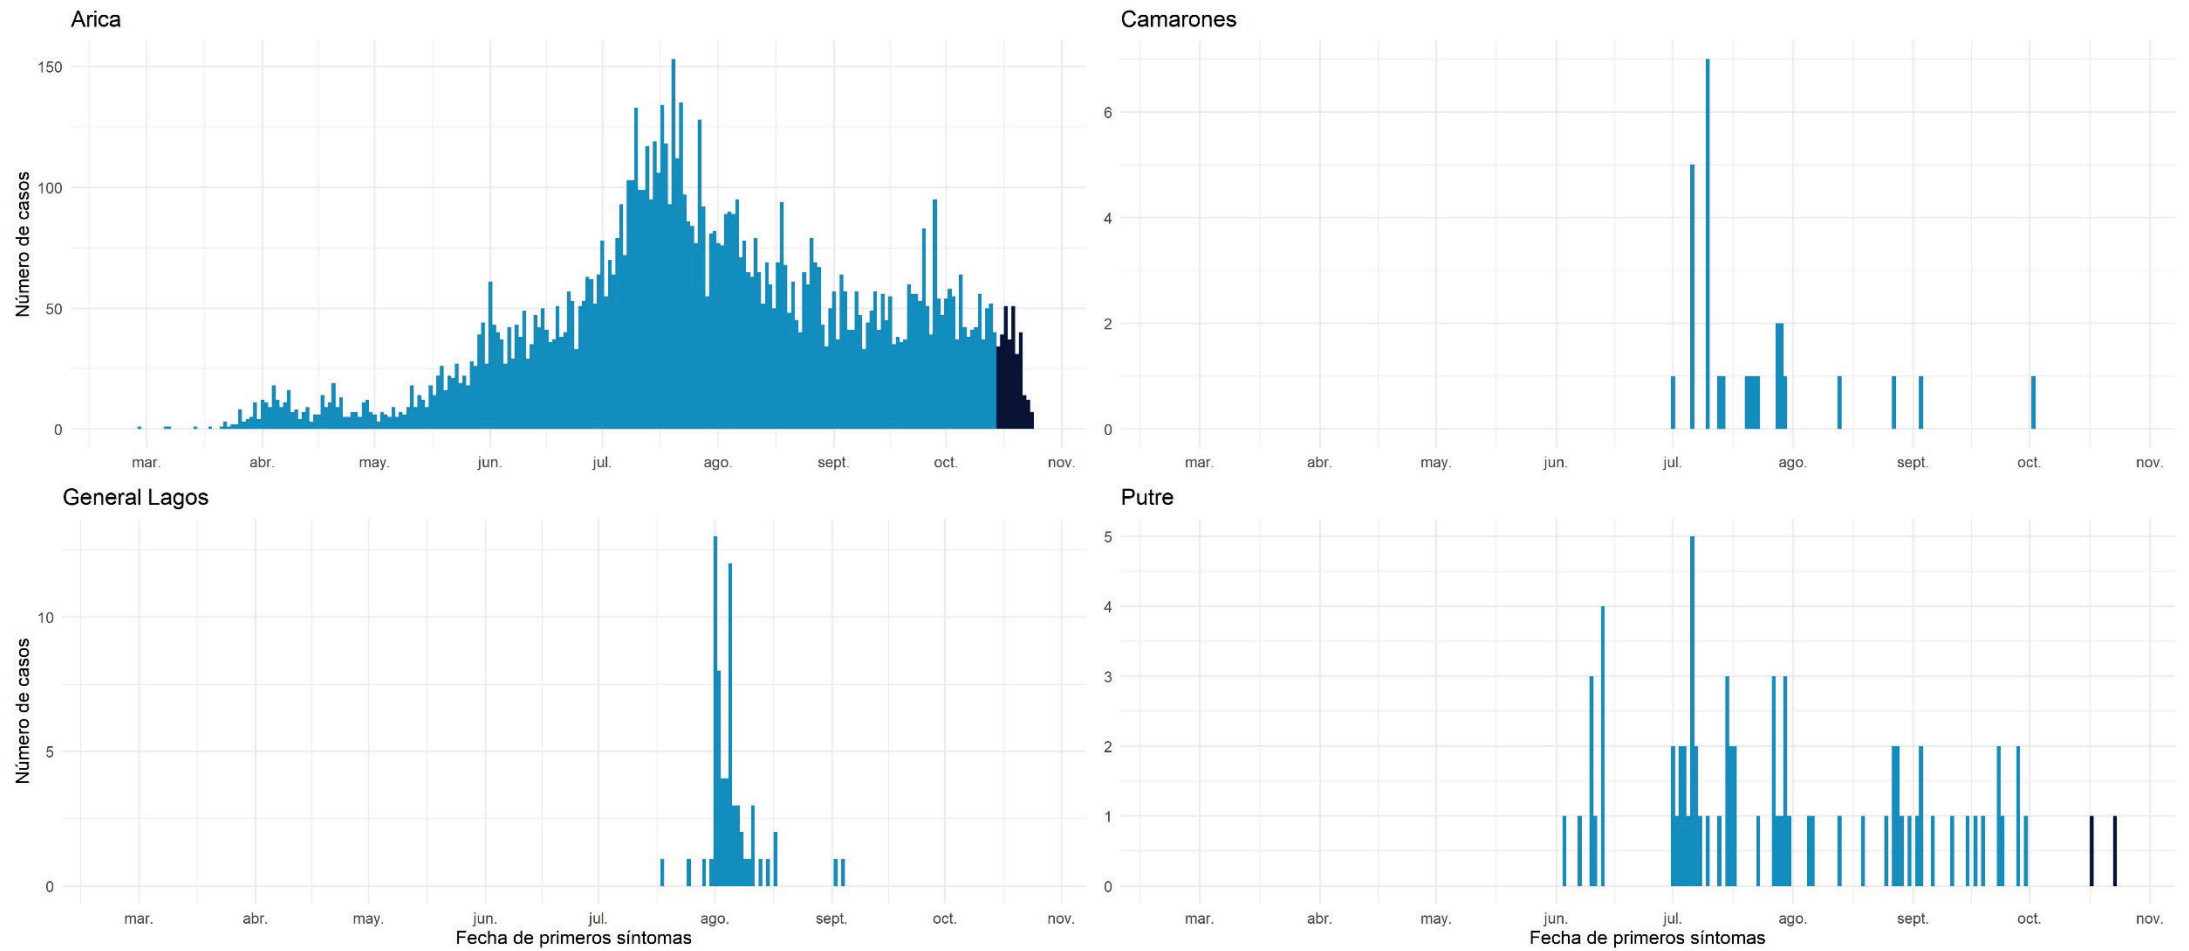 Arica
Número de casos
150
100
50
0
mar. abr. may. jun. jul. ago. sept. oct. nov.
Camarones
6
4
2
0
mar. abr. may. jun. jul. ago. sept. oct. nov.
General Lagos
Número de casos
10
5
0
mar. abr. may. jun. jul. ago. sept. oct. nov.
Fecha de primeros síntomas
Putre
5
4
3
2
1
0
mar. abr. may. jun. jul. ago. sept. oct. nov.
Fecha de primeros síntomas